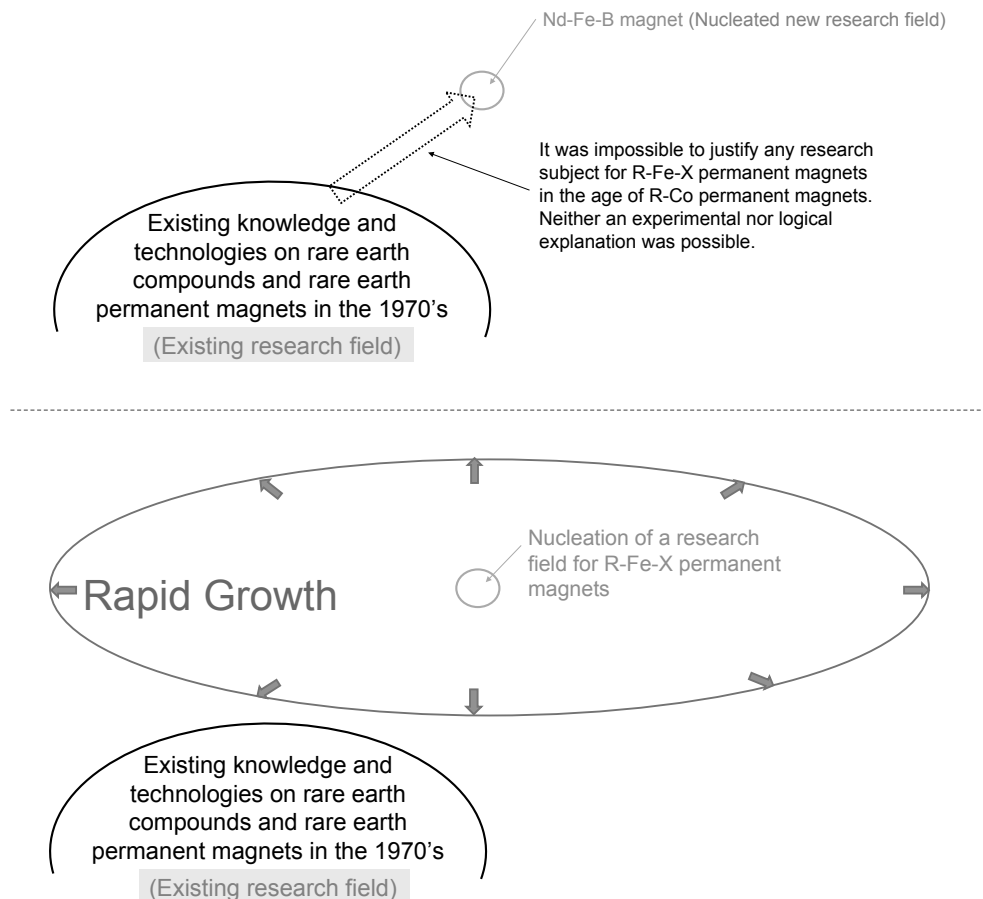 Nd-Fe-B magnet (Nucleated new research field)
It was impossible to justify any research
subject for R-Fe-X permanent magnets
in the age of R-Co permanent magnets.
Neither an experimental nor logical
explanation was possible.
Existing knowledge and
technologies on rare earth
compounds and rare earth
permanent magnets in the 1970's
(Existing research field)
Nucleation of a research
field for R-Fe-X permanent
magnets
Rapid Growth
Existing knowledge and
technologies on rare earth
compounds and rare earth
permanent magnets in the 1970's
(Existing research field)